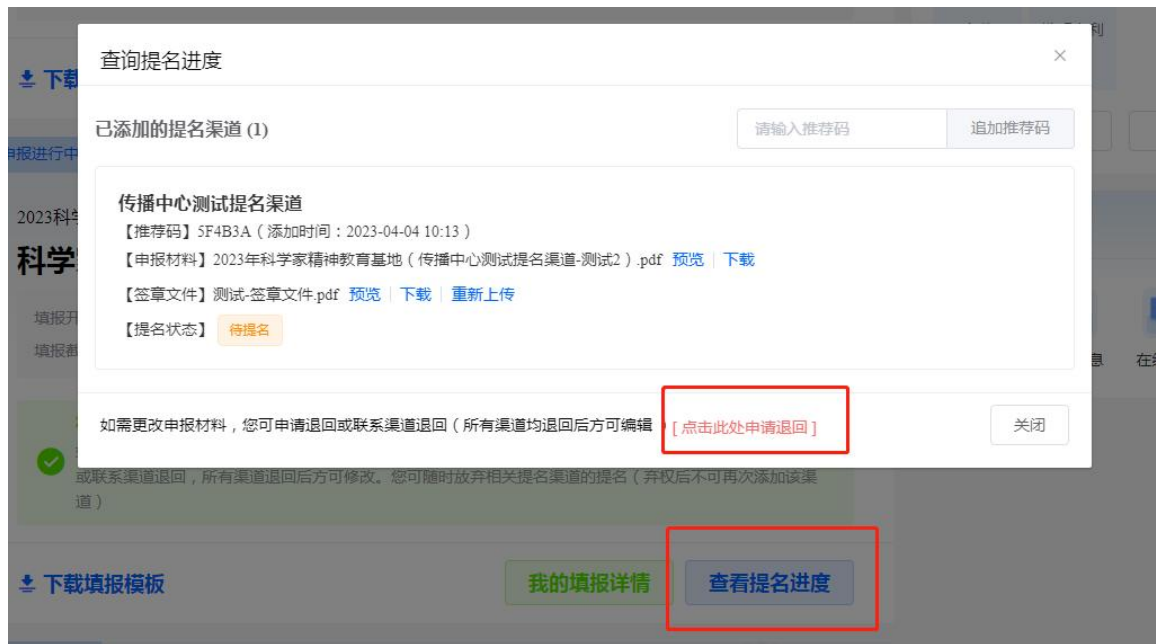 利
查询提名进度
下载
已添加的提名渠道 (1)
请输入推荐码
追加推荐码
报进行中
传播中心测试提名渠道
【推荐码】5F4B3A ( 添加时间：2023-04-04 10:13 )
2023科学
【申报材料】2023年科学家精神教育基地 ( 传播中心测试提名渠道-测试2 ) .pdf 预览 下载
科学
【签章文件】测试-签章文件.pdf 预览 下载 重新上传
填报开
【提名状态】 待提名
填报截
息
在线
如需更改申报材料，您可申请退回或联系渠道退回 ( 所有渠道均退回后方可编辑 ) [ 点击此处申请退回 ]
关闭
或联系渠道退回，所有渠道退回后方可修改。您可随时放弃相关提名渠道的提名 ( 弃权后不可再次添加该渠
道 )
下载填报模板
我的填报详情
查看提名进度